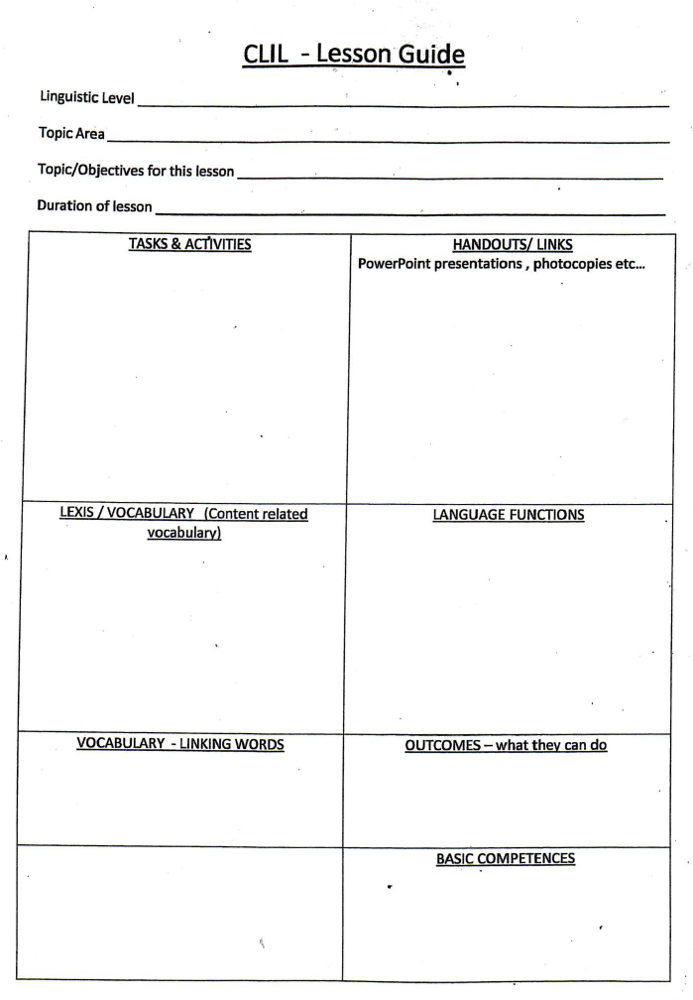 CLIL - Lesson Guide
Linguistic Level
Topic Area
Topic/Objectives for this lesson
Duration of lesson
TASKS & ACTIVITIES
HANDOUTS/ LINKS
PowerPoint presentations , photocopies etc...
LEXIS / VOCABULARY (Content related
vocabulary)
LANGUAGE FUNCTIONS
VOCABULARY - LINKING WORDS
OUTCOMES – what they can do
BASIC COMPETENCES